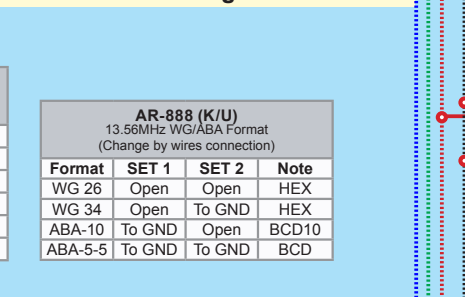 AR-888 (K/U)
13.56MHz WG/ABA Format
(Change by wires connection)
Format SET 1 SET 2 Note
WG 26 Open Open HEX
WG 34 Open To GND HEX
ABA-10 To GND Open BCD10
ABA-5-5 To GND To GND BCD